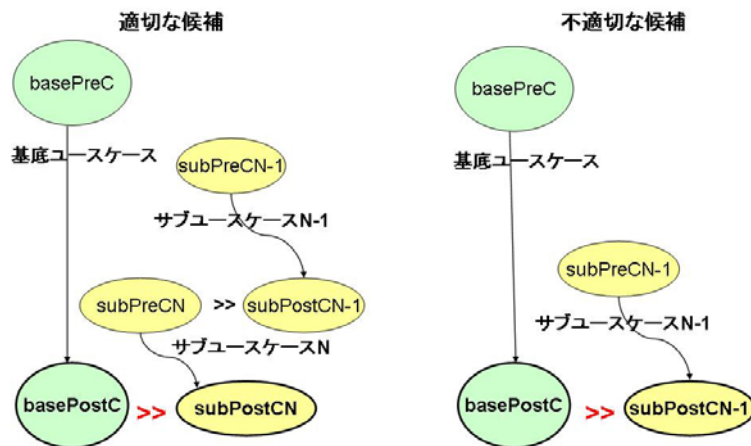 適切な候補
不適切な候補
basePreC
基底ユースケース
subPreCN-1
サブユースケースN-1
subPreCN >> subPostCN-1
サブユースケースN
basePostC >> subPostCN
basePreC
基底ユースケース
subPreCN-1
サブユースケースN-1
basePostC >> subPostCN-1